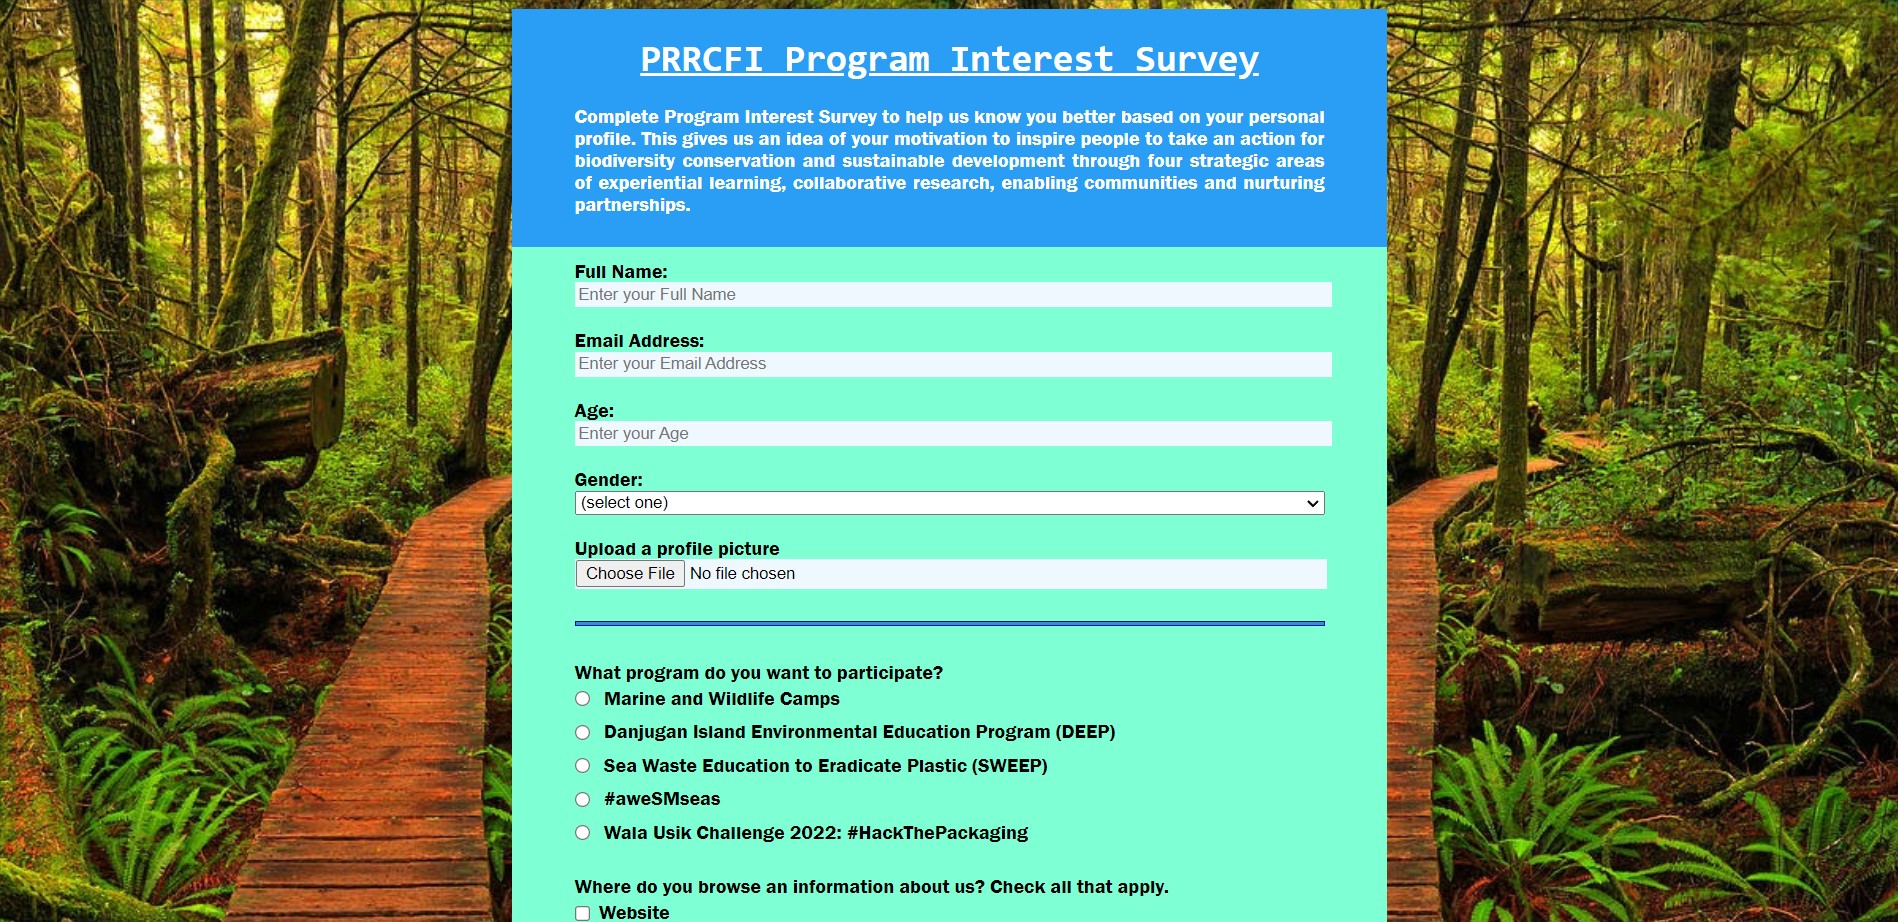 PRRCFI Program Interest Survey
Complete Program Interest Survey to help us know you better based on your personal
profile. This gives us an idea of your motivation to inspire people to take an action for
biodiversity conservation and sustainable development through four strategic areas
of experiential learning, collaborative research, enabling communities and nurturing
partnerships.
Full Name:
Enter your Full Name
Email Address:
Enter your Email Address
Age:
Enter your Age
Gender:
(select one)
Upload a profile picture
Choose File No file chosen
What program do you want to participate?
Marine and Wildlife Camps
Danjugan Island Environmental Education Program (DEEP)
Sea Waste Education to Eradicate Plastic (SWEEP)
#aweSMseas
Wala Usik Challenge 2022: #HackThePackaging
Where do you browse an information about us? Check all that apply.
Website